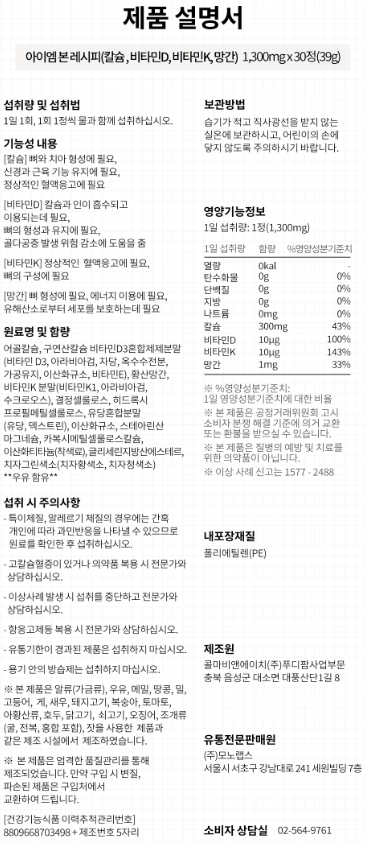 제품 설명서
아이엠 본 레시피(칼슘, 비타민D, 비타민K, 망간) 1,300mg x 30정(39g)
섭취량 및 섭취법
1일 1회, 1회 1정씩 물과 함께 섭취하십시오.
기능성 내용
[칼슘] 뼈와 치아 형성에 필요,
신경과 근육 기능 유지에 필요,
정상적인 혈액응고에 필요
[비타민D] 칼슘과 인이 흡수되고
이용되는데 필요,
뼈의 형성과 유지에 필요,
골다공증 발생 위험 감소에 도움을 줌
[비타민K] 정상적인 혈액응고에 필요,
뼈의 구성에 필요
[망간] 뼈 형성에 필요, 에너지 이용에 필요,
유해산소로부터 세포를 보호하는데 필요
원료명 및 함량
어골칼슘, 구연산칼슘 비타민D3혼합제제분말
(비타민 D3, 아라비아검, 자당, 옥수수전분,
가공유지, 이산화규소, 비타민E), 황산망간,
비타민K 분말(비타민K1, 아라비아검,
수크로오스), 결정셀룰로스, 히드록시
프로필메틸셀룰로스, 유당혼합분말
(유당, 덱스트린), 이산화규소, 스테아린산
마그네슘, 카복시메틸셀룰로스칼슘,
이산화티타늄(착색료), 글리세린지방산에스테르,
치자그린색소(치자황색소, 치자청색소)
**우유 함유**
섭취 시 주의사항
- 특이체질, 알레르기 체질의 경우에는 간혹
개인에 따라 과민반응을 나타낼 수 있으므로
원료를 확인한 후 섭취하십시오.
- 고칼슘혈증이 있거나 의약품 복용 시 전문가와
상담하십시오.
- 이상사례 발생 시 섭취를 중단하고 전문가와
상담하십시오.
- 항응고제등 복용 시 전문가와 상담하십시오.
- 유통기한이 경과된 제품은 섭취하지 마십시오.
- 용기 안의 방습제는 섭취하지 마십시오.
※ 본 제품은 알류(가금류), 우유, 메밀, 땅콩, 밀,
고등어, 게, 새우, 돼지고기, 복숭아, 토마토,
아황산류, 호두, 닭고기, 쇠고기, 오징어, 조개류
(굴, 전복, 홍합 포함), 잣을 사용한 제품과
같은 제조 시설에서 제조하였습니다.
※ 본 제품은 엄격한 품질관리를 통해
제조되었습니다. 만약 구입 시 변질,
파손된 제품은 구입처에서
교환하여 드립니다.
[건강기능식품 이력추적관리번호]
8809668703498 + 제조번호 5자리
보관방법
습기가 적고 직사광선을 받지 않는
실온에 보관하시고, 어린이의 손에
닿지 않도록 주의하시기 바랍니다.
영양기능정보
1일 섭취량: 1정(1,300mg)
1일 섭취량 함량 %영양성분기준치
열량 0kal -
탄수화물 0g 0%
단백질 0g 0%
지방 0g 0%
나트륨 0mg 0%
칼슘 300mg 43%
비타민D 10μg 100%
비타민K 10μg 143%
망간 1mg 33%
※ %영양성분기준치:
1일 영양성분기준치에 대한 비율
※ 본 제품은 공정거래위원회 고시
소비자 분쟁 해결 기준에 의거 교환
또는 환불을 받으실 수 있습니다.
※ 본 제품은 질병의 예방 및 치료를
위한 의약품이 아닙니다.
※ 이상 사례 신고는 1577 - 2488
내포장재질
폴리에틸렌(PE)
제조원
콜마비앤에이치(주)푸디팜사업부문
충북 음성군 대소면 대풍산단1길 8
유통전문판매원
(주)모노랩스
서울시 서초구 강남대로 241 세원빌딩 7층
소비자 상담실 02-564-9761